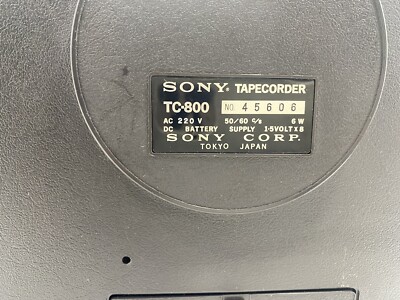 SONY® TAPECORDER
TC-800 NO. 45606
AC 220 V 50/60 c/s 6 W
DC BATTERY SUPPLY 1·5VOLT X 8
SONY CORP.
TOKYO JAPAN